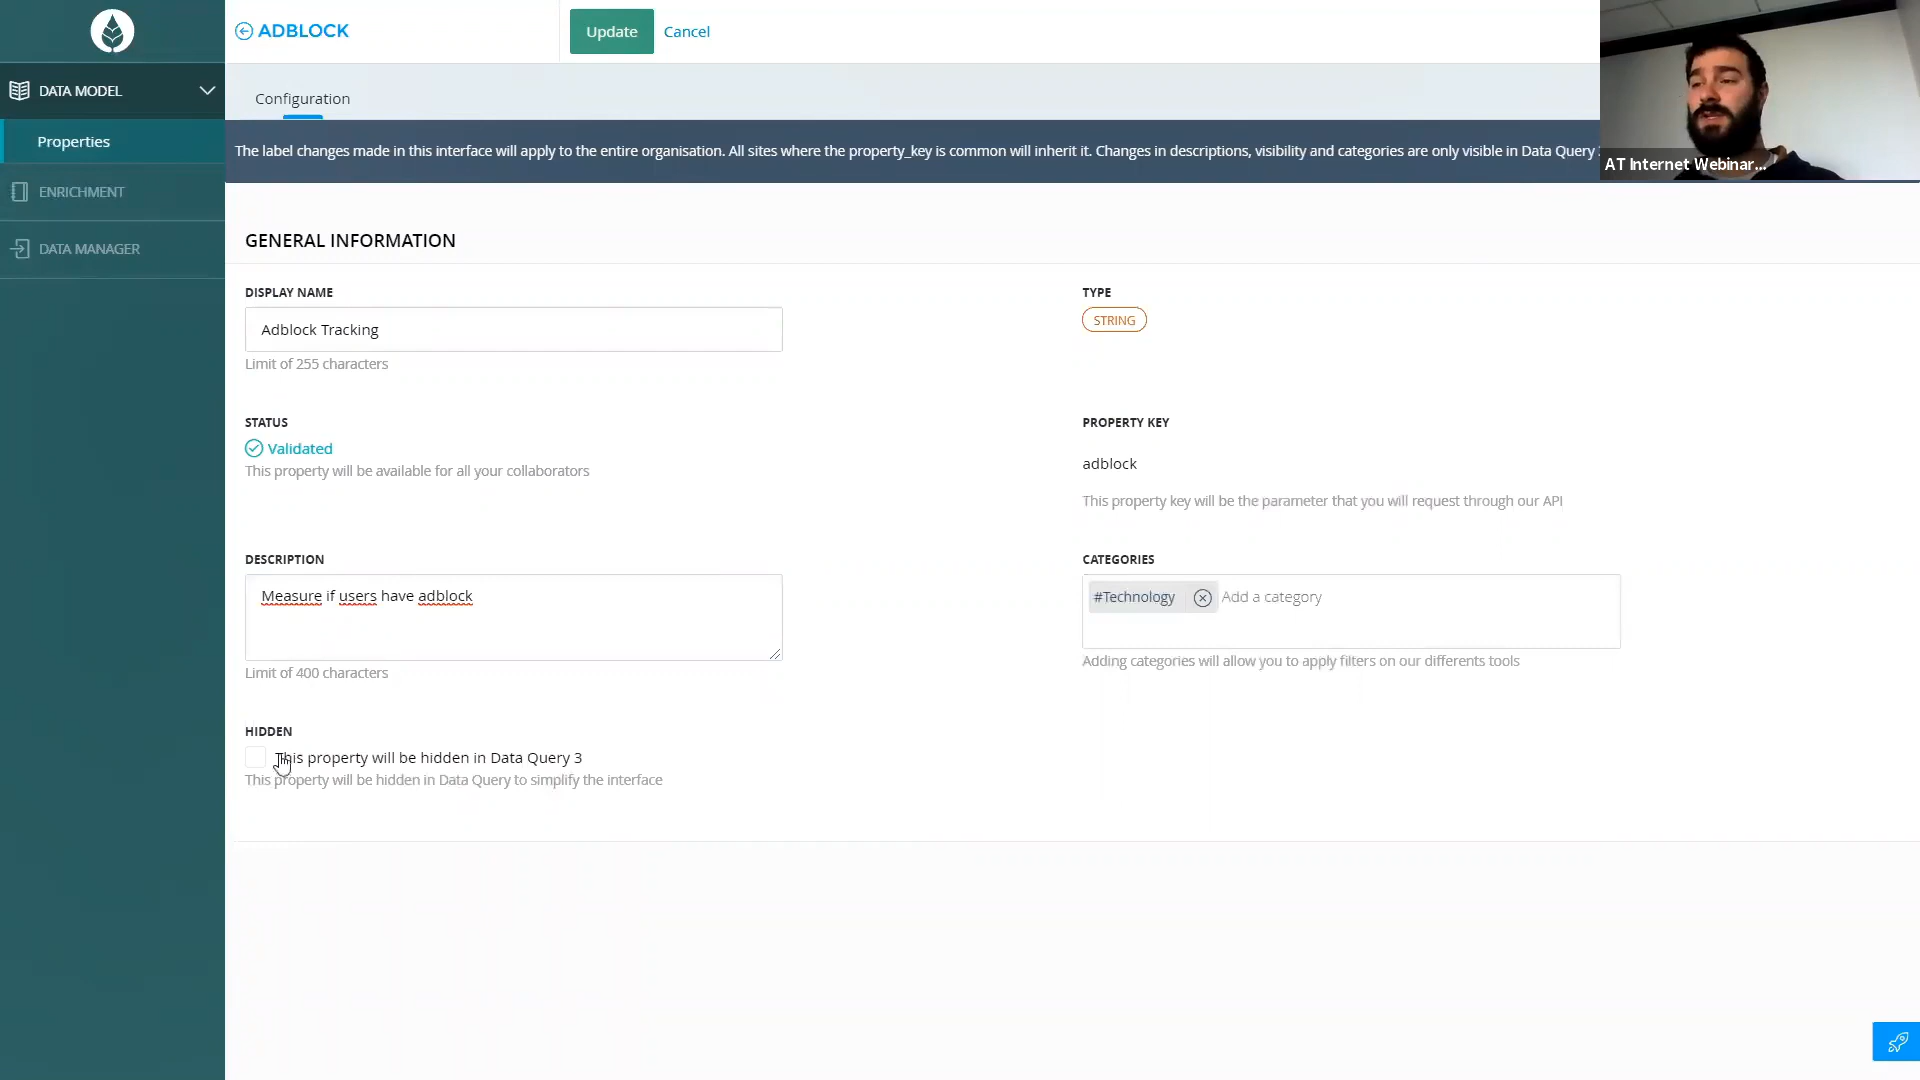 ADBLOCK
Update
Cancel
DATA MODEL
Properties
ENRICHMENT
DATA MANAGER
Configuration
The label changes made in this interface will apply to the entire organisation. All sites where the property_key is common will inherit it. Changes in descriptions, visibility and categories are only visible in Data Query
AT Internet Webinar...
GENERAL INFORMATION
DISPLAY NAME
Adblock Tracking
Limit of 255 characters
TYPE
STRING
STATUS
Validated
This property will be available for all your collaborators
PROPERTY KEY
adblock
This property key will be the parameter that you will request through our API
DESCRIPTION
Measure if users have adblock
Limit of 400 characters
CATEGORIES
#Technology
Add a category
Adding categories will allow you to apply filters on our differents tools
HIDDEN
This property will be hidden in Data Query 3
This property will be hidden in Data Query to simplify the interface